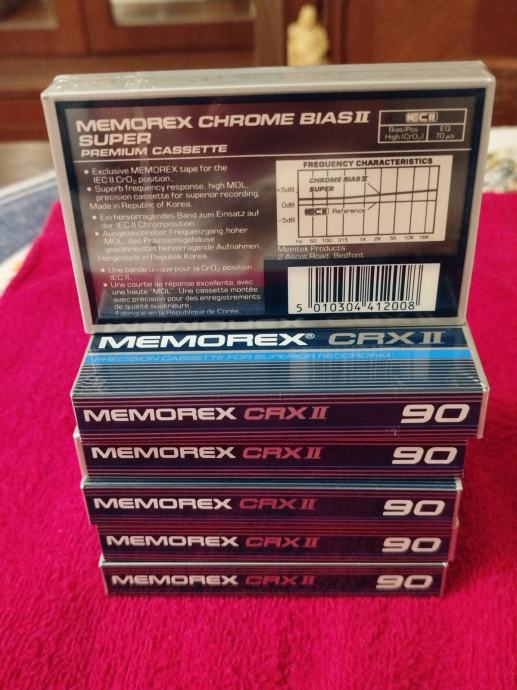 MEMOREX CHROME BIAS II
SUPER
PREMIUM CASSETTE
IEC II
Bias/Pos. EQ
High (CrO₂) 70 μs
• Exclusive MEMOREX tape for the
IEC II CrO₂ position.
• Superb frequency response, high MOL,
precision cassette for superior recording.
Made in Republic of Korea.
• Ein hervorragendes Band zum Einsatz auf
der IEC II Chromposition.
• Ausgezeichneter Frequenzgang, hoher
MOL, das Präzisionsgehäuse
gewährleistet hervorragende Aufnahmen.
Hergestellt in Republik Korea.
• Une bande unique pour la CrO₂ position
IEC II.
• Une courbe de réponse excellente, avec
une haute "MOL". Une cassette montée
avec précision pour des enregistrements
de qualité supérieure.
Fabriqué en la République de Corée.
FREQUENCY CHARACTERISTICS
CHROME BIAS II
SUPER
+5dB
0dB
IEC II Reference
-5dB
Hz 50 100 315 1K 2K 5K 10K 16K
Memtek Products
2 Ascot Road, Bedfont
5 010304 412008
MEMOREX® CRX II
PRECISION CASSETTE FOR SUPERIOR RECORDING
MEMOREX CRX II 90
MEMOREX CRX II 90
MEMOREX CRX II 90
MEMOREX CRX II 90
MEMOREX CRX II 90